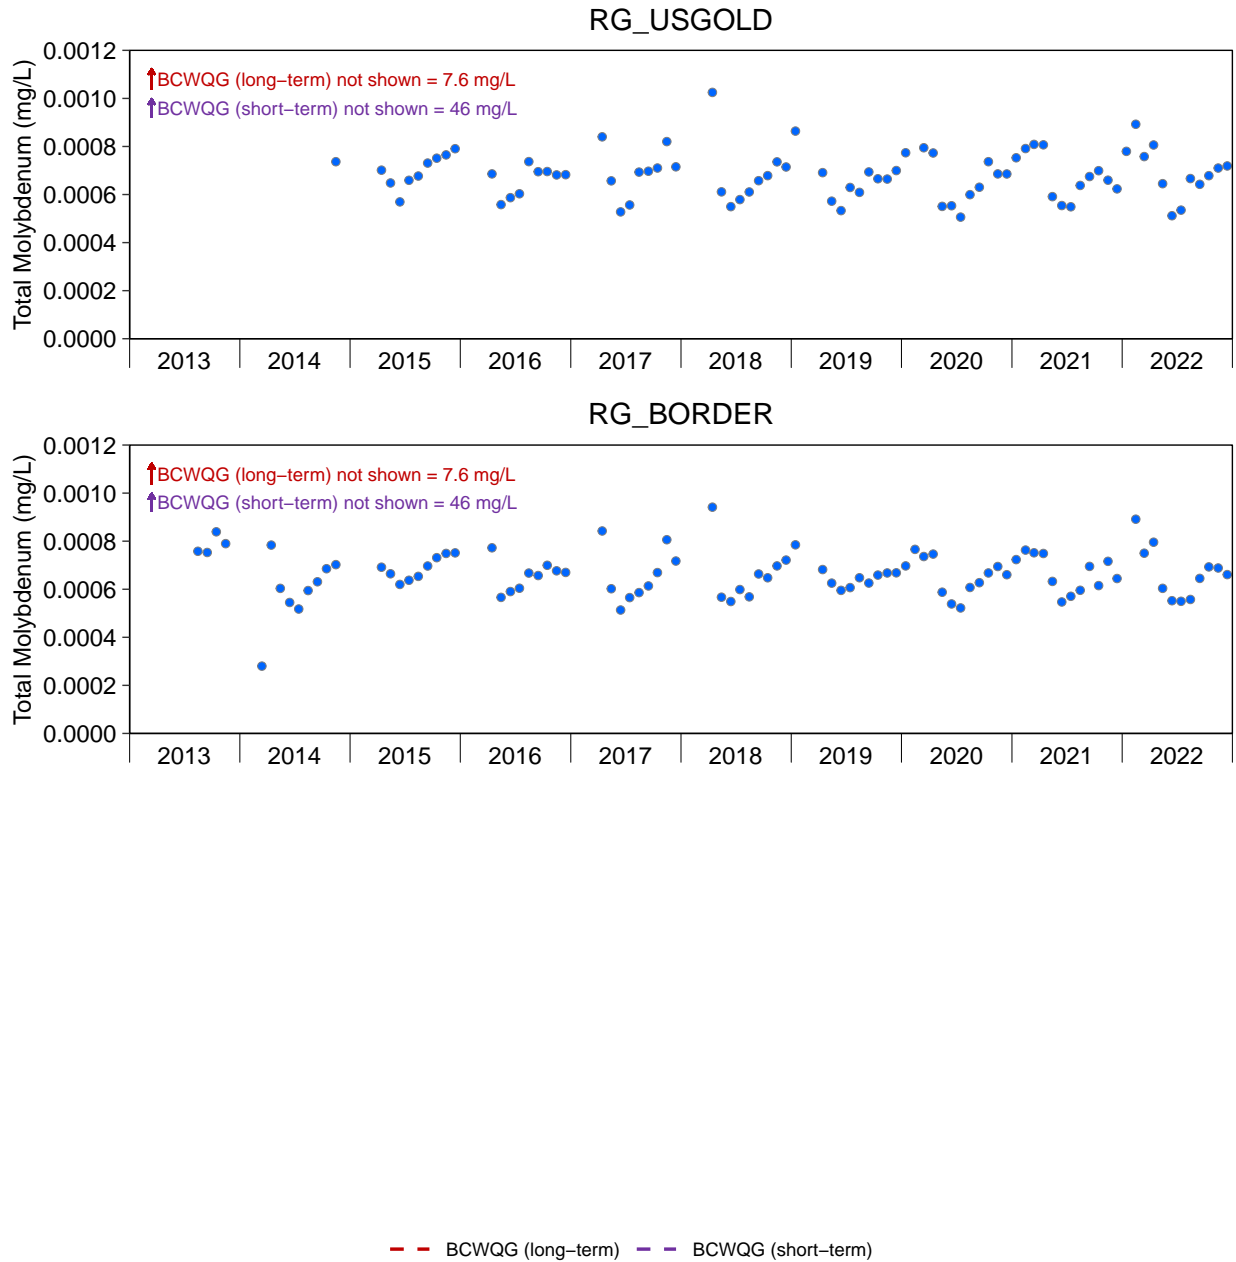 RG_USGOLD
Total Molybdenum (mg/L)
0.0012
0.0010
0.0008
0.0006
0.0004
0.0002
0.0000
BCWQG (long−term) not shown = 7.6 mg/L
BCWQG (short−term) not shown = 46 mg/L
2013 2014 2015 2016 2017 2018 2019 2020 2021 2022
RG_BORDER
Total Molybdenum (mg/L)
0.0012
0.0010
0.0008
0.0006
0.0004
0.0002
0.0000
BCWQG (long−term) not shown = 7.6 mg/L
BCWQG (short−term) not shown = 46 mg/L
2013 2014 2015 2016 2017 2018 2019 2020 2021 2022
BCWQG (long−term) BCWQG (short−term)